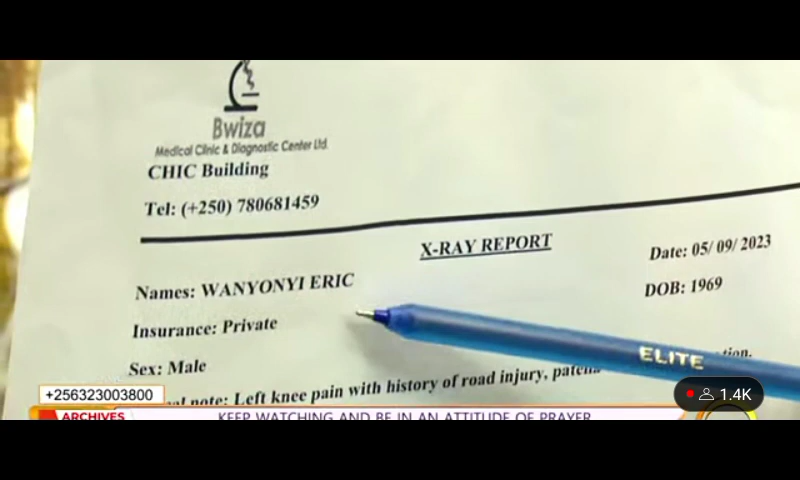 Bwiza
Medical Clinic & Diagnostic Center Ltd.
CHIC Building
Tel: (+250) 780681459
X-RAY REPORT
Date: 05/ 09/ 2023
Names: WANYONYI ERIC
DOB: 1969
Insurance: Private
ELITE
Sex: Male
note: Left knee pain with history of road injury,
+256323003800
1.4K
ARCHIVES
KEEP WATCHING AND BE IN AN ATTITUDE OF PRAYER